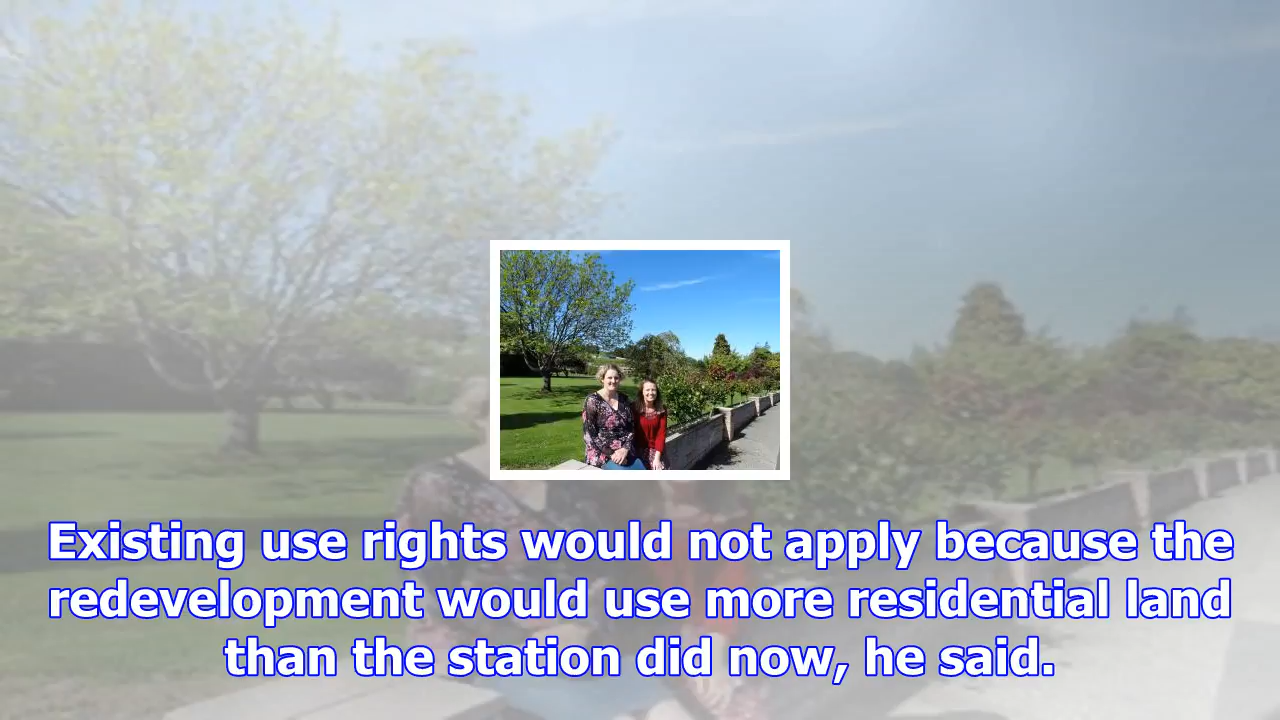 Existing use rights would not apply because the
redevelopment would use more residential land
than the station did now, he said.